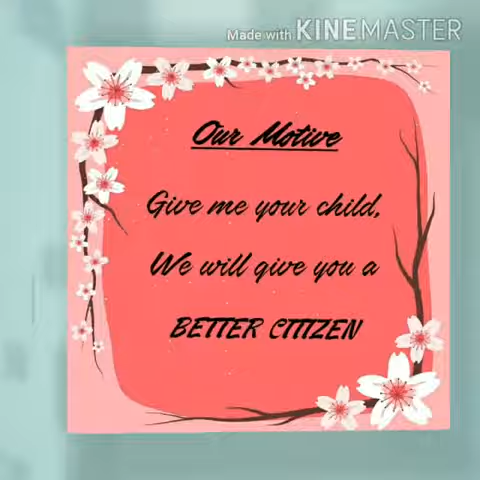 Made with KINEMASTER
Our Motive
Give me your child,
We will give you a
BETTER CITIZEN